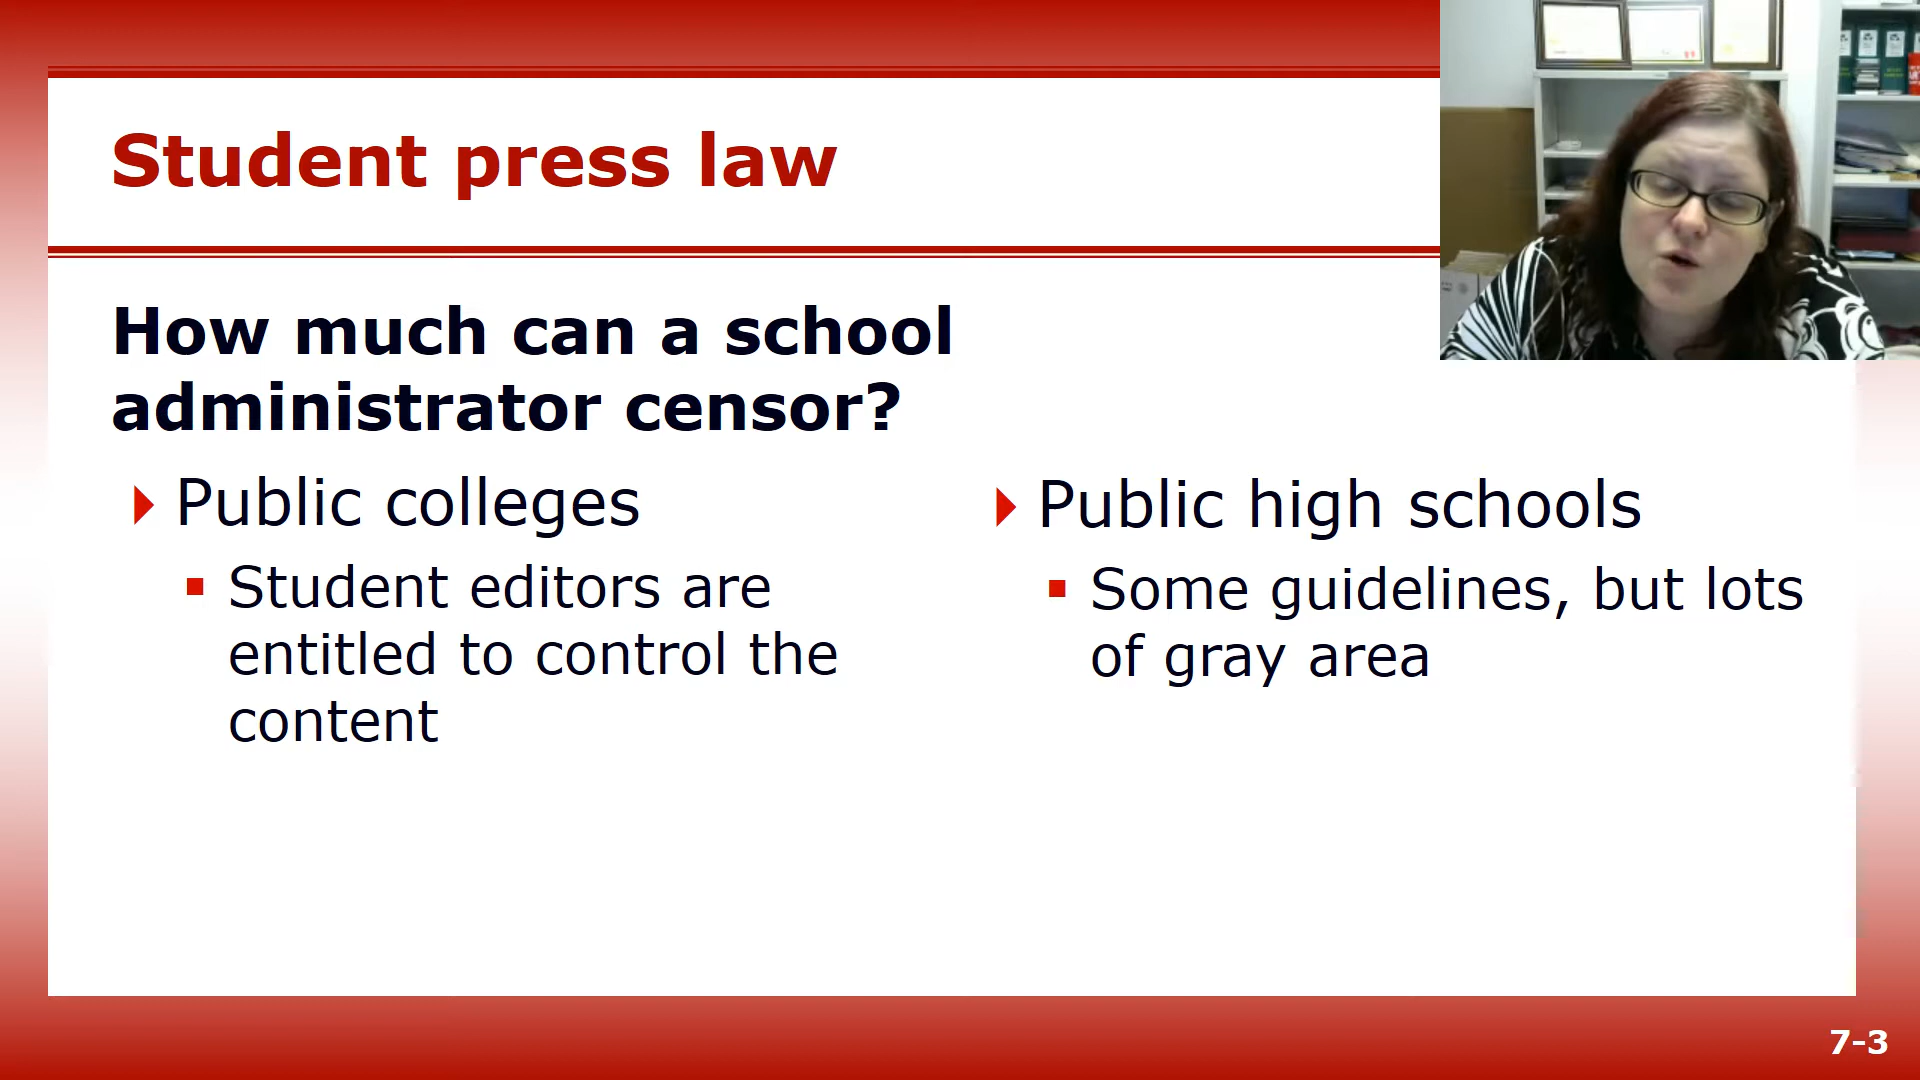 Student press law
How much can a school
administrator censor?
Public colleges
Student editors are
entitled to control the
content
Public high schools
Some guidelines, but lots
of gray area
7-3